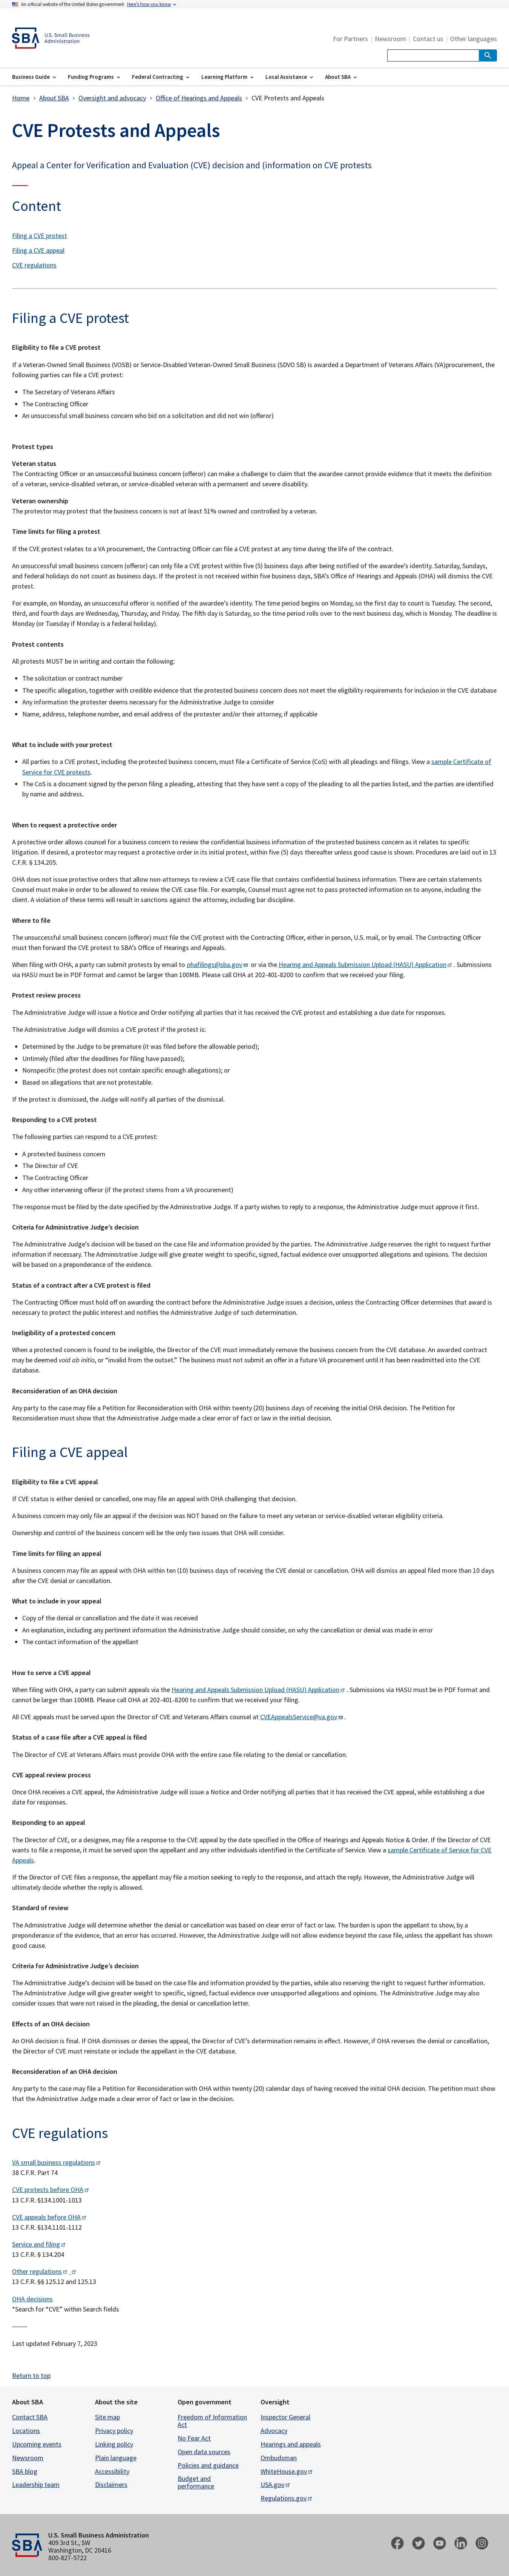 An official website of the United States government Here's how you know
SBA U.S. Small Business Administration
For Partners | Newsroom | Contact us | Other languages
Business Guide Funding Programs Federal Contracting Learning Platform Local Assistance About SBA
Home › About SBA › Oversight and advocacy › Office of Hearings and Appeals › CVE Protests and Appeals
CVE Protests and Appeals
Appeal a Center for Verification and Evaluation (CVE) decision and (information on CVE protests
Content
Filing a CVE protest
Filing a CVE appeal
CVE regulations
Filing a CVE protest
Eligibility to file a CVE protest
If a Veteran-Owned Small Business (VOSB) or Service-Disabled Veteran-Owned Small Business (SDVO SB) is awarded a Department of Veterans Affairs (VA)procurement, the
following parties can file a CVE protest:
The Secretary of Veterans Affairs
The Contracting Officer
An unsuccessful small business concern who bid on a solicitation and did not win (offeror)
Protest types
Veteran status
The Contracting Officer or an unsuccessful business concern (offeror) can make a challenge to claim that the awardee cannot provide evidence that it meets the definition
of a veteran, service-disabled veteran, or service-disabled veteran with a permanent and severe disability.
Veteran ownership
The protestor may protest that the business concern is not at least 51% owned and controlled by a veteran.
Time limits for filing a protest
If the CVE protest relates to a VA procurement, the Contracting Officer can file a CVE protest at any time during the life of the contract.
An unsuccessful small business concern (offeror) can only file a CVE protest within five (5) business days after being notified of the awardee's identity. Saturday, Sundays,
and federal holidays do not count as business days. If the protest is not received within five business days, SBA's Office of Hearings and Appeals (OHA) will dismiss the CVE
protest.
For example, on Monday, an unsuccessful offeror is notified of the awardee's identity. The time period begins on Monday, so the first day to count is Tuesday. The second,
third, and fourth days are Wednesday, Thursday, and Friday. The fifth day is Saturday, so the time period rolls over to the next business day, which is Monday. The deadline is
Monday (or Tuesday if Monday is a federal holiday).
Protest contents
All protests MUST be in writing and contain the following:
The solicitation or contract number
The specific allegation, together with credible evidence that the protested business concern does not meet the eligibility requirements for inclusion in the CVE database
Any information the protester deems necessary for the Administrative Judge to consider
Name, address, telephone number, and email address of the protester and/or their attorney, if applicable
What to include with your protest
All parties to a CVE protest, including the protested business concern, must file a Certificate of Service (CoS) with all pleadings and filings. View a sample Certificate of
Service for CVE protests.
The CoS is a document signed by the person filing a pleading, attesting that they have sent a copy of the pleading to all the parties listed, and the parties are identified
by name and address.
When to request a protective order
A protective order allows counsel for a business concern to review the confidential business information of the protested business concern as it relates to specific
litigation. If desired, a protestor may request a protective order in its initial protest, within five (5) days thereafter unless good cause is shown. Procedures are laid out in 13
C.F.R. § 134.205.
OHA does not issue protective orders that allow non-attorneys to review a CVE case file that contains confidential business information. There are certain statements
Counsel must make in order to be allowed to review the CVE case file. For example, Counsel must agree not to pass protected information on to anyone, including the
client. A violation of these terms will result in sanctions against the attorney, including bar discipline.
Where to file
The unsuccessful small business concern (offeror) must file the CVE protest with the Contracting Officer, either in person, U.S. mail, or by email. The Contracting Officer
must then forward the CVE protest to SBA's Office of Hearings and Appeals.
When filing with OHA, a party can submit protests by email to ohafilings@sba.gov or via the Hearing and Appeals Submission Upload (HASU) Application . Submissions
via HASU must be in PDF format and cannot be larger than 100MB. Please call OHA at 202-401-8200 to confirm that we received your filing.
Protest review process
The Administrative Judge will issue a Notice and Order notifying all parties that it has received the CVE protest and establishing a due date for responses.
The Administrative Judge will dismiss a CVE protest if the protest is:
Determined by the Judge to be premature (it was filed before the allowable period);
Untimely (filed after the deadlines for filing have passed);
Nonspecific (the protest does not contain specific enough allegations); or
Based on allegations that are not protestable.
If the protest is dismissed, the Judge will notify all parties of the dismissal.
Responding to a CVE protest
The following parties can respond to a CVE protest:
A protested business concern
The Director of CVE
The Contracting Officer
Any other intervening offeror (if the protest stems from a VA procurement)
The response must be filed by the date specified by the Administrative Judge. If a party wishes to reply to a response, the Administrative Judge must approve it first.
Criteria for Administrative Judge's decision
The Administrative Judge's decision will be based on the case file and information provided by the parties. The Administrative Judge reserves the right to request further
information if necessary. The Administrative Judge will give greater weight to specific, signed, factual evidence over unsupported allegations and opinions. The decision
will be based on a preponderance of the evidence.
Status of a contract after a CVE protest is filed
The Contracting Officer must hold off on awarding the contract before the Administrative Judge issues a decision, unless the Contracting Officer determines that award is
necessary to protect the public interest and notifies the Administrative Judge of such determination.
Ineligibility of a protested concern
When a protested concern is found to be ineligible, the Director of the CVE must immediately remove the business concern from the CVE database. An awarded contract
may be deemed void ab initio, or "invalid from the outset." The business must not submit an offer in a future VA procurement until it has been readmitted into the CVE
database.
Reconsideration of an OHA decision
Any party to the case may file a Petition for Reconsideration with OHA within twenty (20) business days of receiving the initial OHA decision. The Petition for
Reconsideration must show that the Administrative Judge made a clear error of fact or law in the initial decision.
Filing a CVE appeal
Eligibility to file a CVE appeal
If CVE status is either denied or cancelled, one may file an appeal with OHA challenging that decision.
A business concern may only file an appeal if the decision was NOT based on the failure to meet any veteran or service-disabled veteran eligibility criteria.
Ownership and control of the business concern will be the only two issues that OHA will consider.
Time limits for filing an appeal
A business concern may file an appeal with OHA within ten (10) business days of receiving the CVE denial or cancellation. OHA will dismiss an appeal filed more than 10 days
after the CVE denial or cancellation.
What to include in your appeal
Copy of the denial or cancellation and the date it was received
An explanation, including any pertinent information the Administrative Judge should consider, on why the cancellation or denial was made in error
The contact information of the appellant
How to serve a CVE appeal
When filing with OHA, a party can submit appeals via the Hearing and Appeals Submission Upload (HASU) Application . Submissions via HASU must be in PDF format and
cannot be larger than 100MB. Please call OHA at 202-401-8200 to confirm that we received your filing.
All CVE appeals must be served upon the Director of CVE and Veterans Affairs counsel at CVEAppealsService@va.gov .
Status of a case file after a CVE appeal is filed
The Director of CVE at Veterans Affairs must provide OHA with the entire case file relating to the denial or cancellation.
CVE appeal review process
Once OHA receives a CVE appeal, the Administrative Judge will issue a Notice and Order notifying all parties that it has received the CVE appeal, while establishing a due
date for responses.
Responding to an appeal
The Director of CVE, or a designee, may file a response to the CVE appeal by the date specified in the Office of Hearings and Appeals Notice & Order. If the Director of CVE
wants to file a response, it must be served upon the appellant and any other individuals identified in the Certificate of Service. View a sample Certificate of Service for CVE
Appeals.
If the Director of CVE files a response, the appellant may file a motion seeking to reply to the response, and attach the reply. However, the Administrative Judge will
ultimately decide whether the reply is allowed.
Standard of review
The Administrative Judge will determine whether the denial or cancellation was based on clear error of fact or law. The burden is upon the appellant to show, by a
preponderance of the evidence, that an error has occurred. However, the Administrative Judge will not allow evidence beyond the case file, unless the appellant has shown
good cause.
Criteria for Administrative Judge's decision
The Administrative Judge's decision will be based on the case file and information provided by the parties, while also reserving the right to request further information. The
Administrative Judge will give greater weight to specific, signed, factual evidence over unsupported allegations and opinions. The Administrative Judge may also
consider issues that were not raised in the pleading, the denial or cancellation letter.
Effects of an OHA decision
An OHA decision is final. If OHA dismisses or denies the appeal, the Director of CVE's determination remains in effect. However, if OHA reverses the denial or cancellation,
the Director of CVE must reinstate or include the appellant in the CVE database.
Reconsideration of an OHA decision
Any party to the case may file a Petition for Reconsideration with OHA within twenty (20) calendar days of having received the initial OHA decision. The petition must show
that the Administrative Judge made a clear error of fact or law in the decision.
CVE regulations
VA small business regulations
38 C.F.R. Part 74
CVE protests before OHA
13 C.F.R. §134.1001-1013
CVE appeals before OHA
13 C.F.R. §134.1101-1112
Service and filing
13 C.F.R. § 134.204
Other regulations
13 C.F.R. §§ 125.12 and 125.13
OHA decisions
*Search for "CVE" within Search fields
Last updated February 7, 2023
Return to top
About SBA
Contact SBA
Locations
Upcoming events
Newsroom
SBA blog
Leadership team
About the site
Site map
Privacy policy
Linking policy
Plain language
Accessibility
Disclaimers
Open government
Freedom of Information
Act
No Fear Act
Open data sources
Policies and guidance
Budget and
performance
Oversight
Inspector General
Advocacy
Hearings and appeals
Ombudsman
WhiteHouse.gov
USA.gov
Regulations.gov
SBA
U.S. Small Business Administration
409 3rd St., SW
Washington, DC 20416
800-827-5722